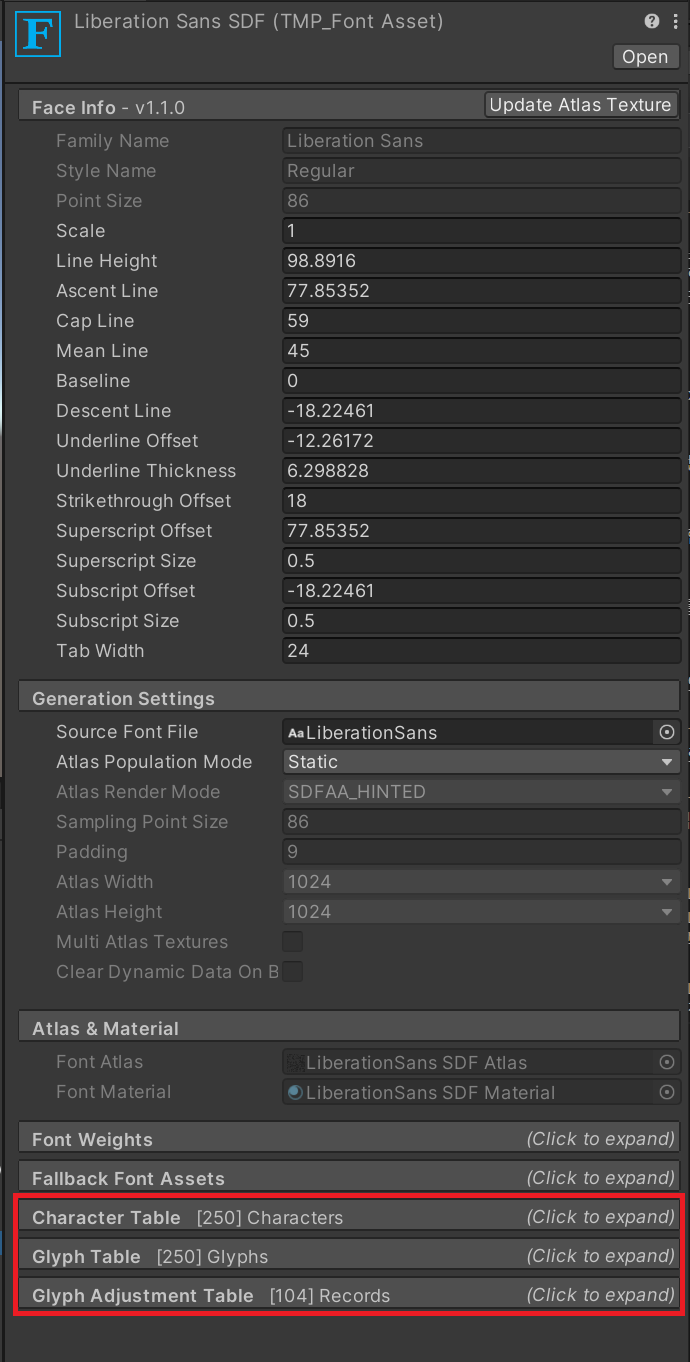 F
Liberation Sans SDF (TMP_Font Asset)
Open
Face Info - v1.1.0 Update Atlas Texture
Family Name Liberation Sans
Style Name Regular
Point Size 86
Scale 1
Line Height 98.8916
Ascent Line 77.85352
Cap Line 59
Mean Line 45
Baseline 0
Descent Line -18.22461
Underline Offset -12.26172
Underline Thickness 6.298828
Strikethrough Offset 18
Superscript Offset 77.85352
Superscript Size 0.5
Subscript Offset -18.22461
Subscript Size 0.5
Tab Width 24
Generation Settings
Source Font File Aa LiberationSans
Atlas Population Mode Static
Atlas Render Mode SDFAA_HINTED
Sampling Point Size 86
Padding 9
Atlas Width 1024
Atlas Height 1024
Multi Atlas Textures
Clear Dynamic Data On B
Atlas & Material
Font Atlas LiberationSans SDF Atlas
Font Material LiberationSans SDF Material
Font Weights (Click to expand)
Fallback Font Assets (Click to expand)
Character Table [250] Characters (Click to expand)
Glyph Table [250] Glyphs (Click to expand)
Glyph Adjustment Table [104] Records (Click to expand)